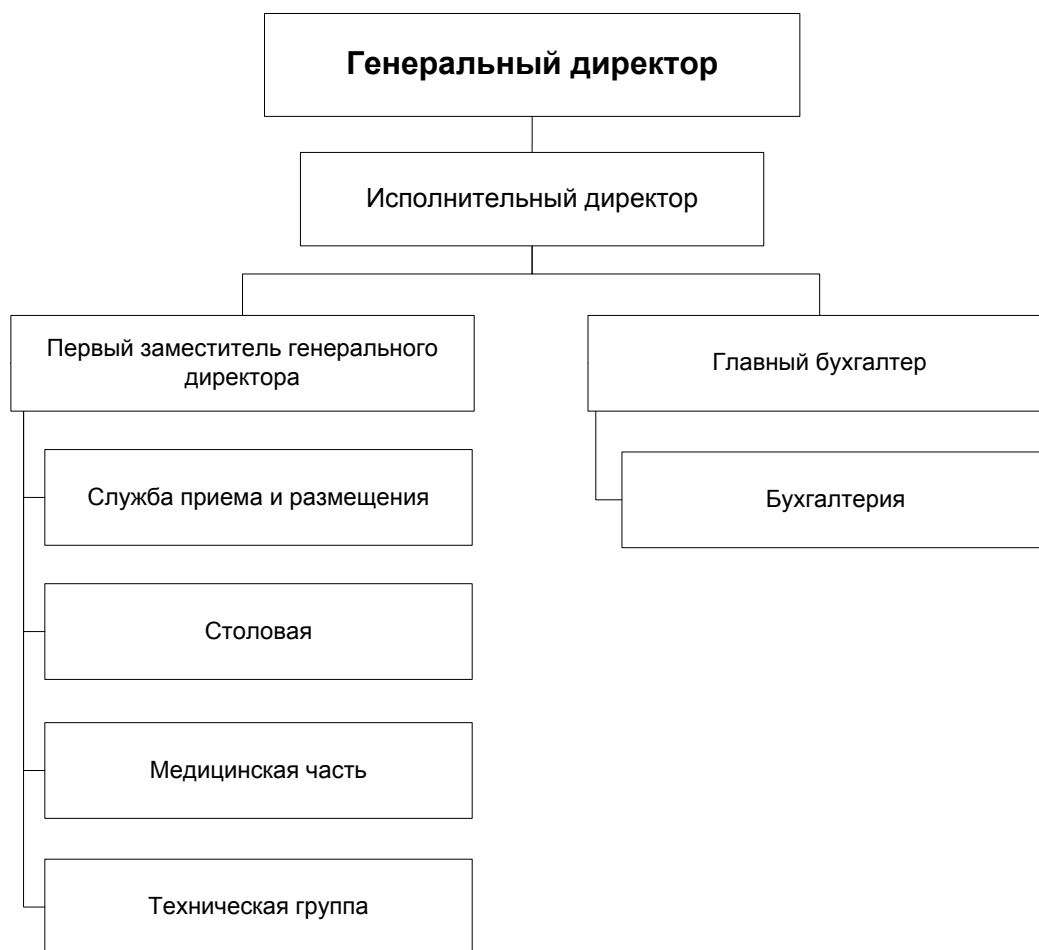 Генеральный директор
Исполнительный директор
Первый заместитель генерального
директора
Главный бухгалтер
Служба приема и размещения
Бухгалтерия
Столовая
Медицинская часть
Техническая группа